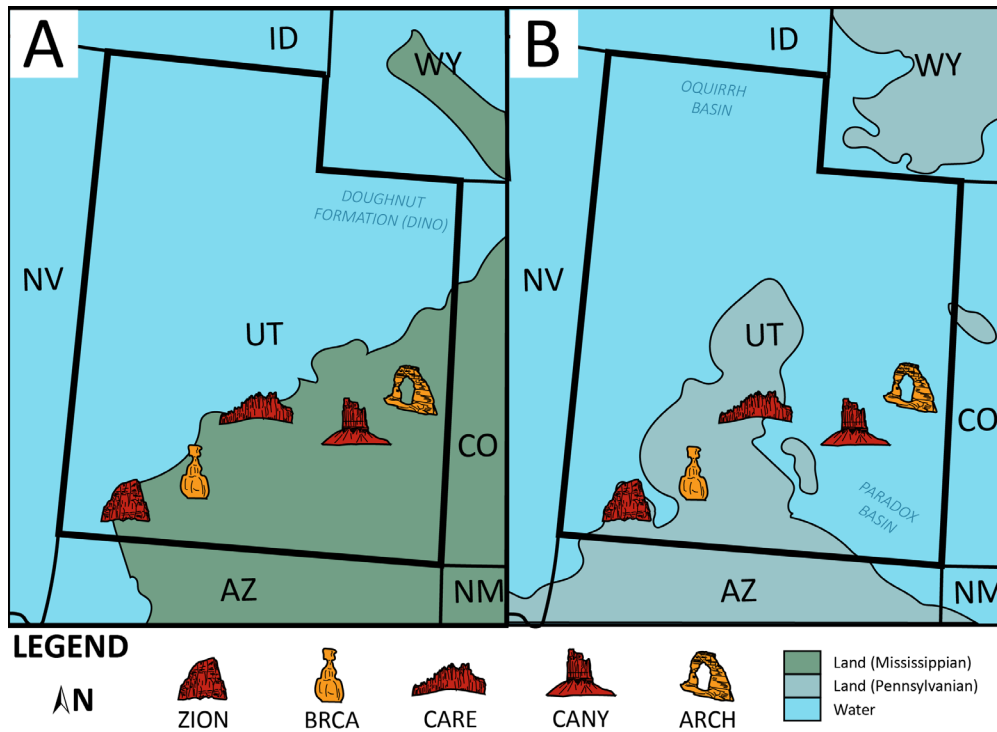 A
ID
WY
DOUGHNUT
FORMATION (DINO)
NV
UT
CO
AZ
NM
B
ID
WY
OQUIRRH
BASIN
UT
CO
PARADOX
BASIN
AZ
NM
NV
LEGEND
N
ZION
BRCA
CARE
CANY
ARCH
Land (Mississippian)
Land (Pennsylvanian)
Water